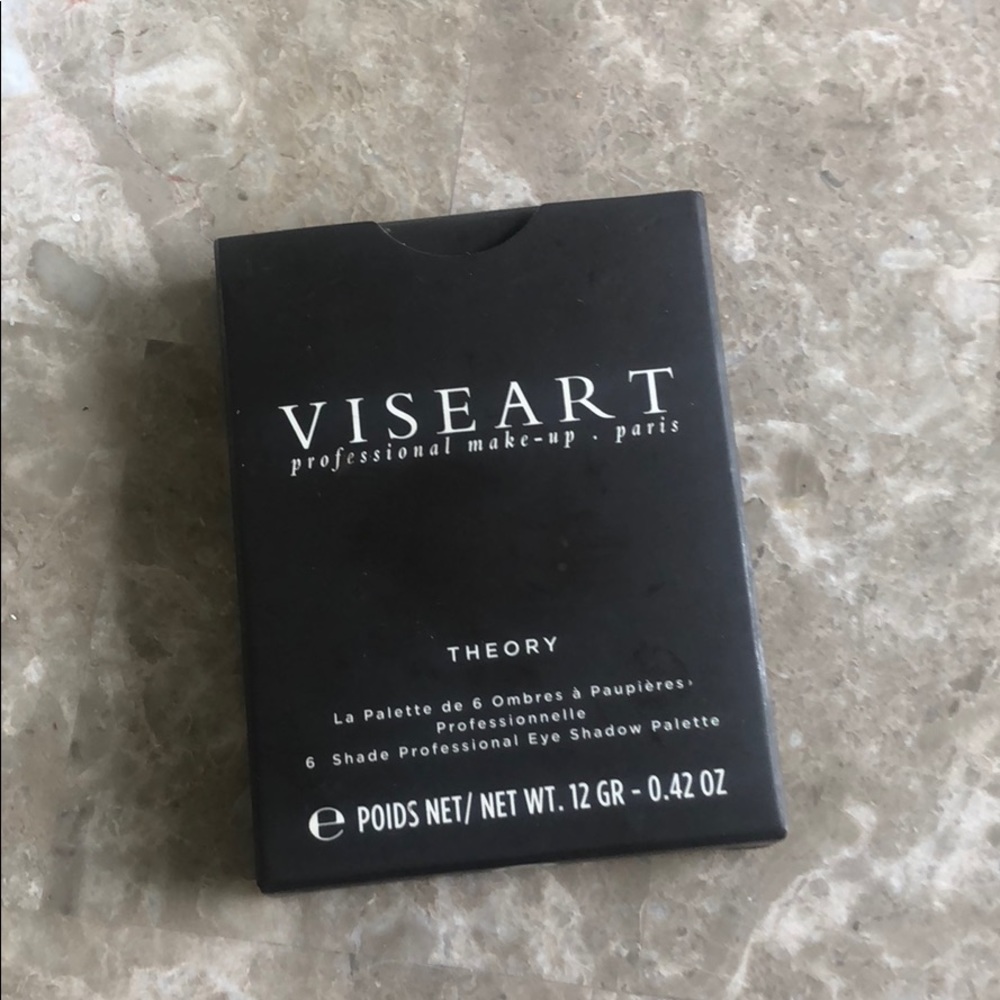 VISEART
professional make-up . paris
THEORY
La Palette de 6 Ombres à Paupières,
Professionnelle
6 Shade Professional Eye Shadow Palette
℮ POIDS NET/ NET WT. 12 GR - 0.42 OZ